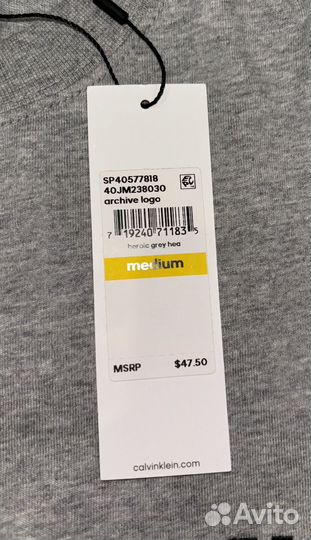 SP40577818
40JM238030
archive logo
7 19240 71183 5
heroic grey hea
medium
MSRP $47.50
calvinklein.com
Avito